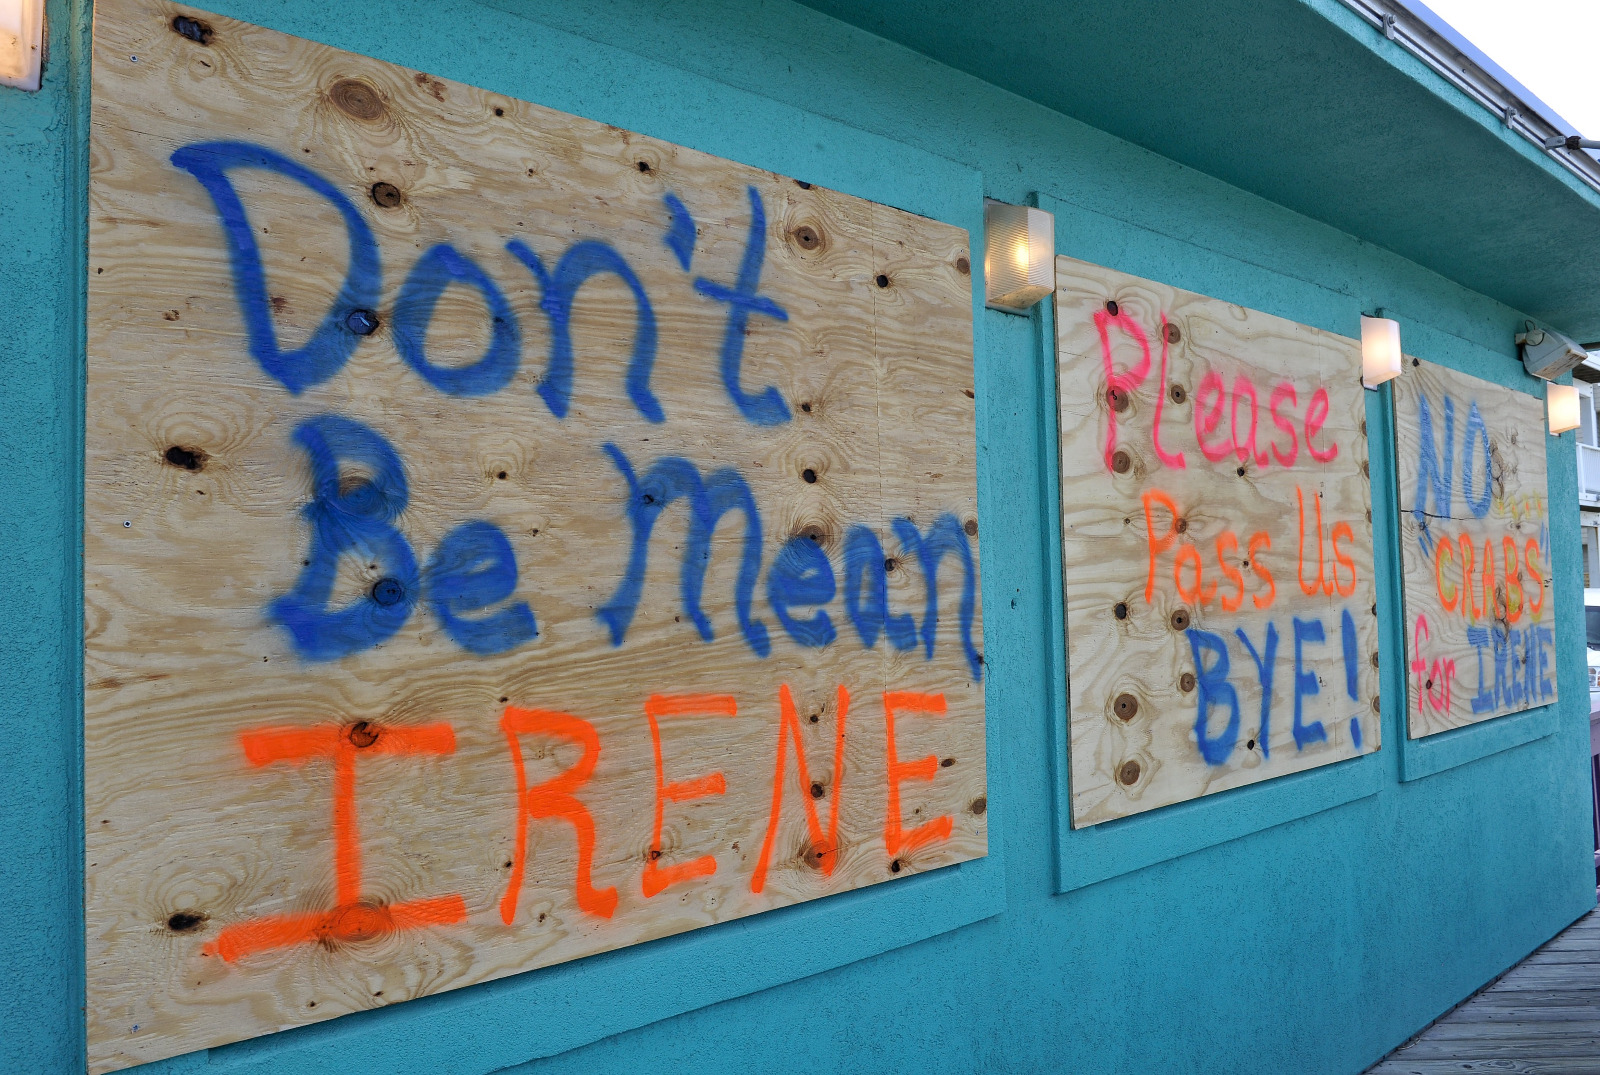 Don't
Be Mean
IRENE
PLease
Pass Us
BYE!
NO
"CRABS"
for IRENE